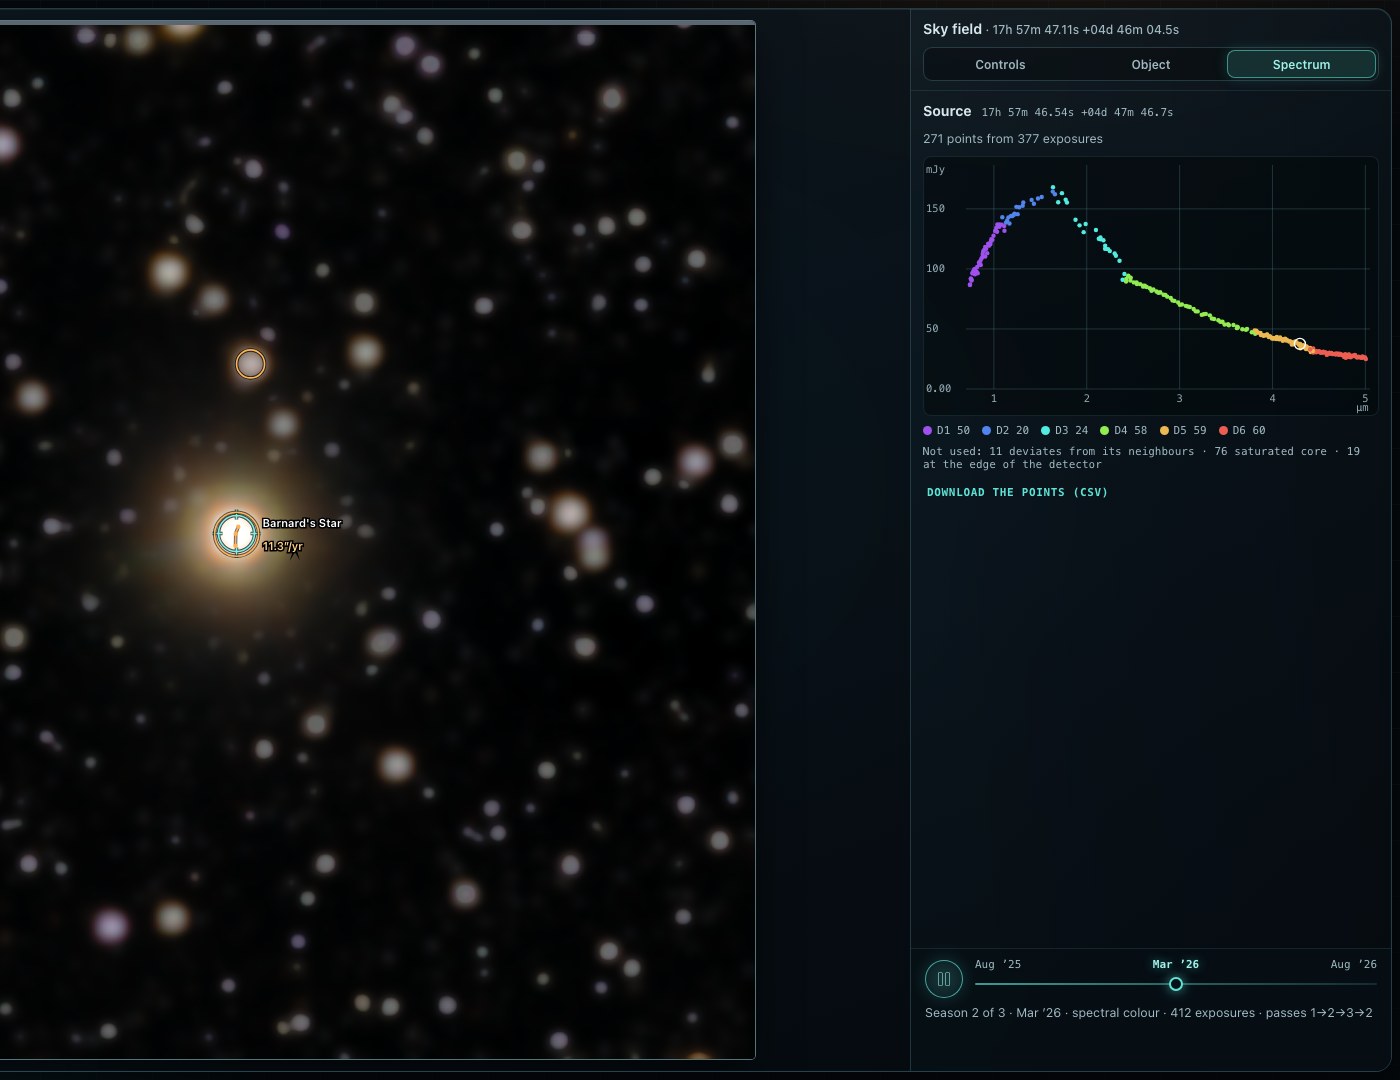 Sky field · 17h 57m 47.11s +04d 46m 04.5s
Controls Object Spectrum
Source 17h 57m 46.54s +04d 47m 46.7s
271 points from 377 exposures
mJy
150
100
50
0.00
1 2 3 4 5
µm
D1 50 D2 20 D3 24 D4 58 D5 59 D6 60
Not used: 11 deviates from its neighbours · 76 saturated core · 19
at the edge of the detector
DOWNLOAD THE POINTS (CSV)
Barnard's Star
11.3"/yr
Aug ’25 Mar ’26 Aug ’26
Season 2 of 3 · Mar ’26 · spectral colour · 412 exposures · passes 1→2→3→2